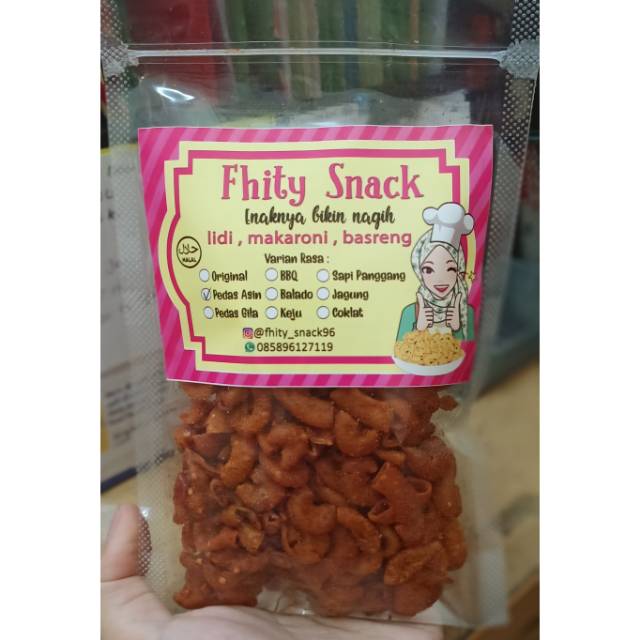 Fhity Snack
Enaknya bikin nagih
lidi , makaroni , basreng
حلال
HALAL
Varian Rasa :
Original BBQ Sapi Panggang
Pedas Asin Balado Jagung
Pedas Gila Keju Coklat
@fhity_snack96
085896127119